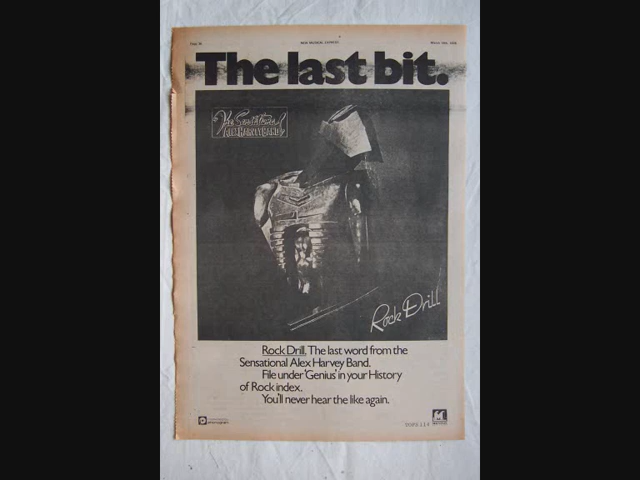 The last bit.
The Sensational
ALEX HARVEY BAND
Rock Drill
Rock Drill. The last word from the
Sensational Alex Harvey Band.
File under 'Genius' in your History
of Rock index.
You'll never hear the like again.
phonogram